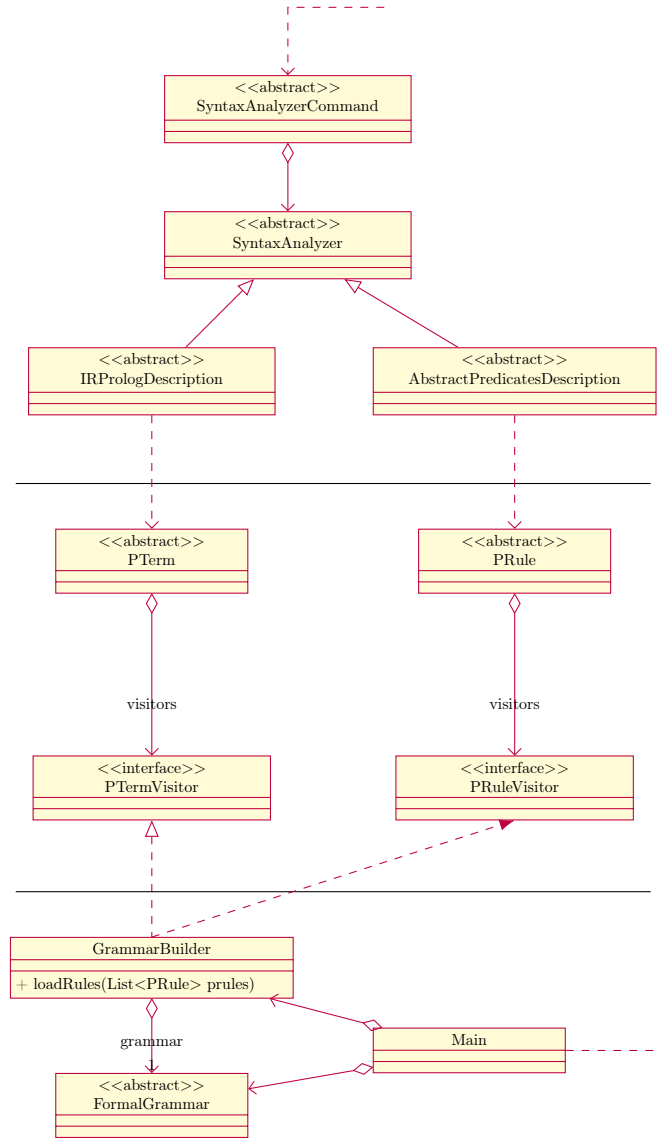 <<abstract>>
SyntaxAnalyzerCommand
<<abstract>>
SyntaxAnalyzer
<<abstract>>
IRPrologDescription
<<abstract>>
AbstractPredicatesDescription
<<abstract>>
PTerm
<<abstract>>
PRule
visitors
visitors
<<interface>>
PTermVisitor
<<interface>>
PRuleVisitor
GrammarBuilder
+ loadRules(List<PRule> prules)
Main
grammar
1
<<abstract>>
FormalGrammar